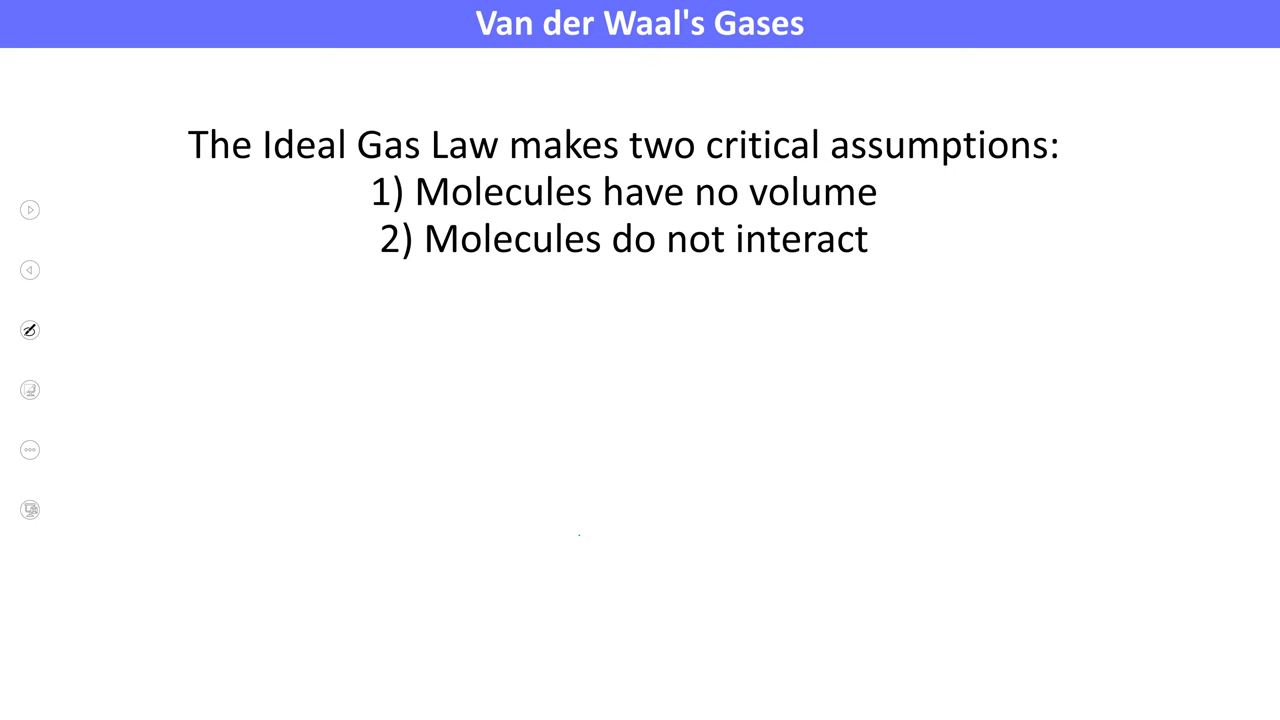 Van der Waal's Gases
The Ideal Gas Law makes two critical assumptions:
1) Molecules have no volume
2) Molecules do not interact